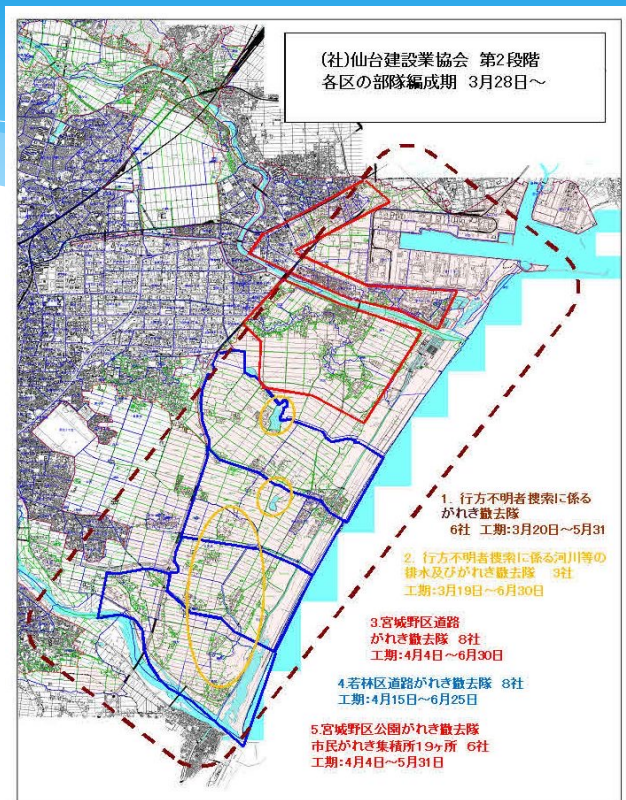 (社)仙台建設業協会 第2段階
各区の部隊編成期 3月28日～
1. 行方不明者捜索に係る
がれき撤去隊
6社 工期:3月20日～5月31
2. 行方不明者捜索に係る河川等の
排水及びがれき撤去隊 3社
工期:3月19日～6月30日
3.宮城野区道路
がれき撤去隊 8社
工期:4月4日～6月30日
4.若林区道路がれき撤去隊 8社
工期:4月15日～6月25日
5.宮城野区公園がれき撤去隊
市民がれき集積所19ヶ所 6社
工期:4月4日～5月31日